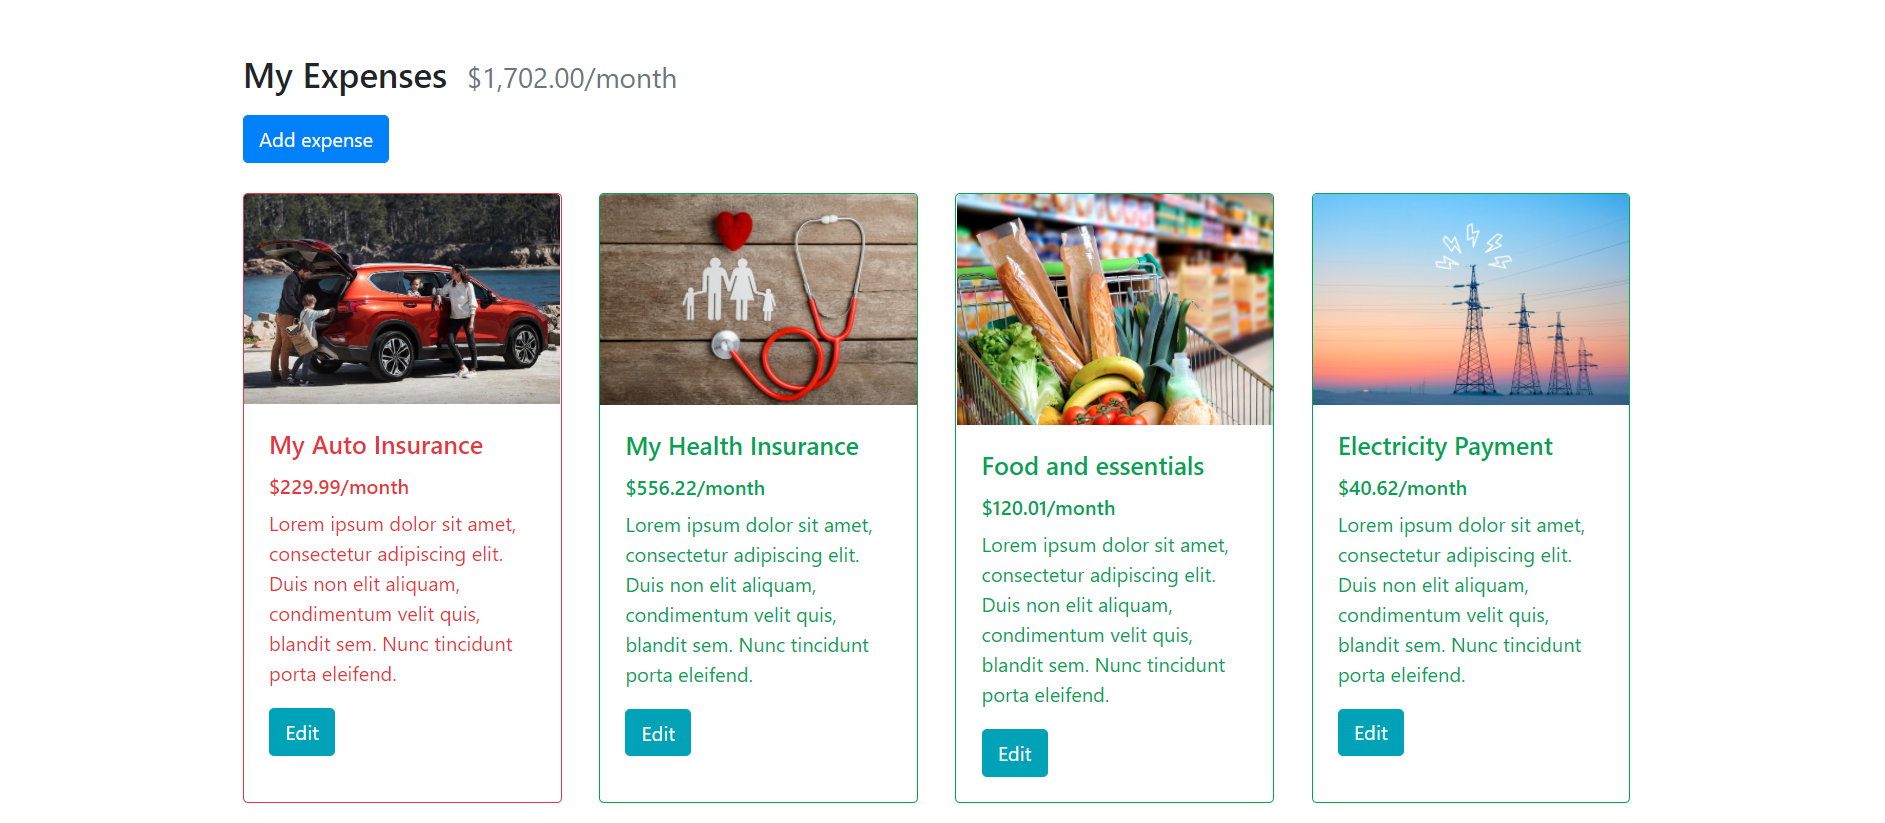 My Expenses $1,702.00/month
Add expense
My Auto Insurance
$229.99/month
Lorem ipsum dolor sit amet,
consectetur adipiscing elit.
Duis non elit aliquam,
condimentum velit quis,
blandit sem. Nunc tincidunt
porta eleifend.
Edit
My Health Insurance
$556.22/month
Lorem ipsum dolor sit amet,
consectetur adipiscing elit.
Duis non elit aliquam,
condimentum velit quis,
blandit sem. Nunc tincidunt
porta eleifend.
Edit
Food and essentials
$120.01/month
Lorem ipsum dolor sit amet,
consectetur adipiscing elit.
Duis non elit aliquam,
condimentum velit quis,
blandit sem. Nunc tincidunt
porta eleifend.
Edit
Electricity Payment
$40.62/month
Lorem ipsum dolor sit amet,
consectetur adipiscing elit.
Duis non elit aliquam,
condimentum velit quis,
blandit sem. Nunc tincidunt
porta eleifend.
Edit